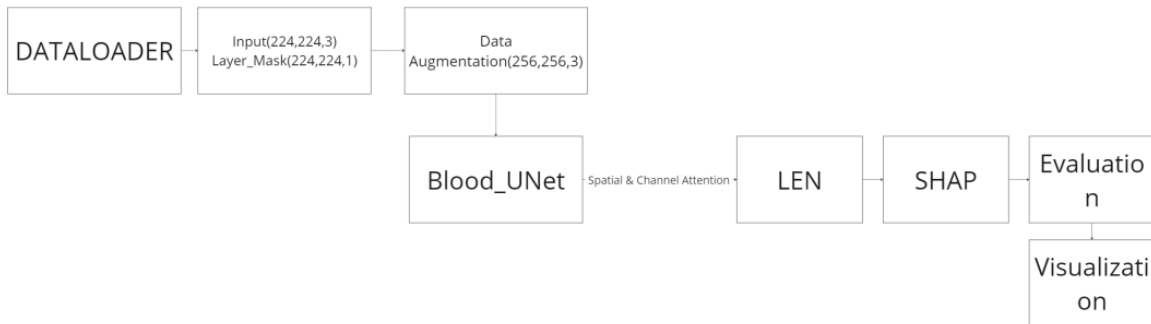 DATALOADER
Input(224,224,3)
Layer_Mask(224,224,1)
Data
Augmentation(256,256,3)
Blood_UNet
Spatial & Channel Attention
LEN
SHAP
Evaluatio
n
Visualizati
on